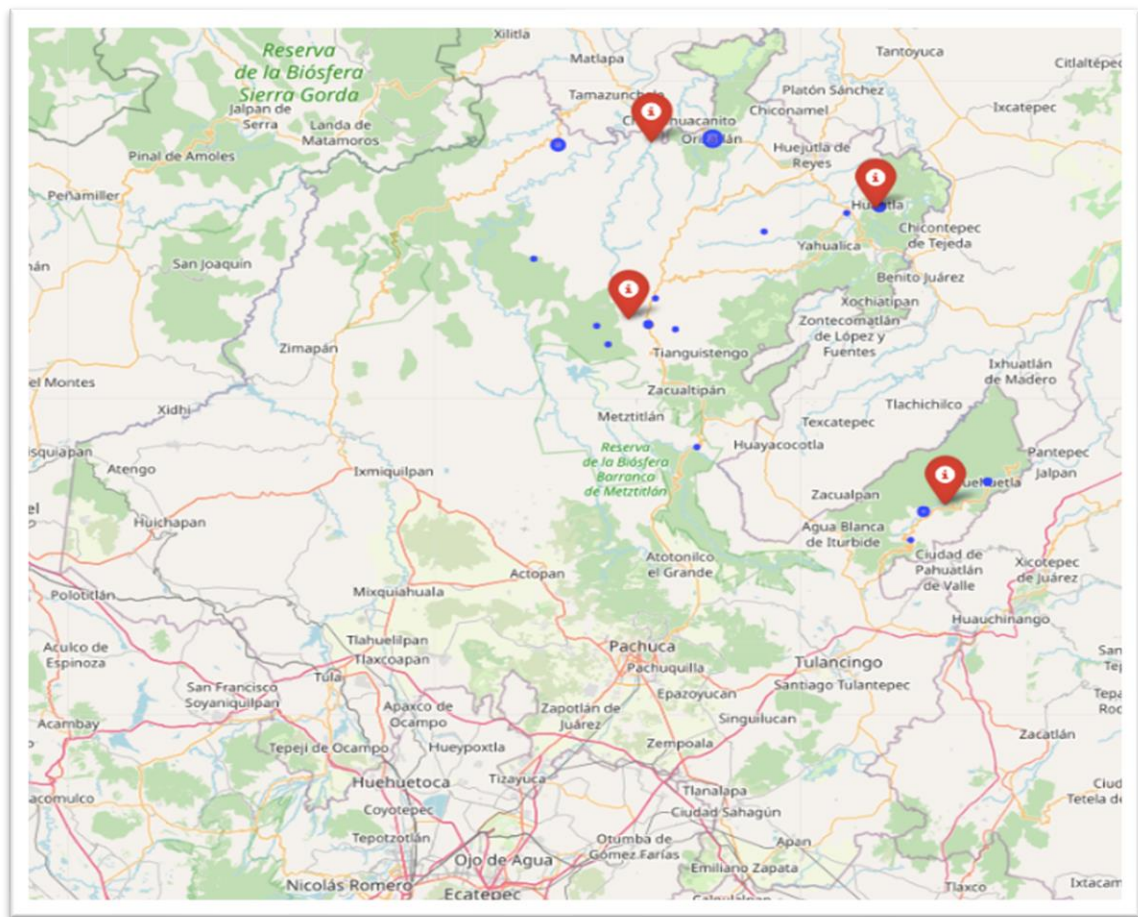 Xilitla
Reserva
de la Biósfera
Sierra Gorda
Matlapa
Tantoyuca
Jalpan de
Serra
Landa de
Matamoros
Tamazunchale
Platón Sánchez
Chiconamel
Ixcatepec
Pinal de Amoles
huacanito
Huejutla de
Reyes
Peñamiller
Chicontepec
de Tejeda
Yahualica
San Joaquin
Benito Juárez
Xochiatipan
Zontecomatlán
de López y
Fuentes
Zimapán
Tianguistengo
Ixhuatlán
de Madero
el Montes
Zacualtipán
Tlachichilco
Xidhi
Metztitlán
Texcatepec
Huayacocotla
Reserva
de la Biósfera
Barranca
de Metztitlán
Pantepec
Jalpan
Atengo
Ixmiquilpan
Zacualpan
Huichapan
Agua Blanca
de Iturbide
Ciudad de
Pahuatlán
de Valle
Xicotepec
de Juárez
Atotonilco
el Grande
Actopan
Polotitlán
Mixquiahuala
Huauchinango
Tlahuelilpan
Tlaxcoapan
Aculco de
Espinoza
Pachuca
Pachuquilla
Tulancingo
Santiago Tulantepec
Tula
San Francisco
Soyaniquilpan
Epazoyucan
Apaxco de
Ocampo
Zapotlán de
Juárez
Singuilucan
Acambay
Tepeji de Ocampo
Hueypoxtla
Zempoala
Zacatlán
Huehuetoca
Tizayuca
Tlanalapa
Ciudad Sahagún
acomulco
Coyotepec
Tetela de
Tepotzotlán
Otumba de
Gómez Farías
Apan
Ojo de Agua
Emiliano Zapata
Nicolás Romero
Ecatepec
Tlaxco
Ixtacam